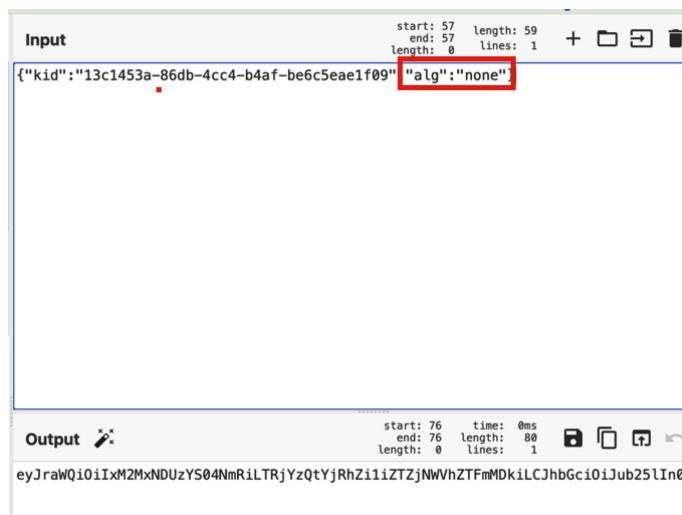 Input
start: 57
end: 57
length: 0
length: 59
lines: 1
{"kid":"13c1453a-86db-4cc4-b4af-be6c5eae1f09","alg":"none"}
Output
start: 76
end: 76
length: 0
time: 0ms
length: 80
lines: 1
eyJraWQiOiIxM2MxNDUzYS04NmRiLTRjYzQtYjRhZi1iZTZjNWVhZTFmMDkiLCJhbGciOiJub25lIn0